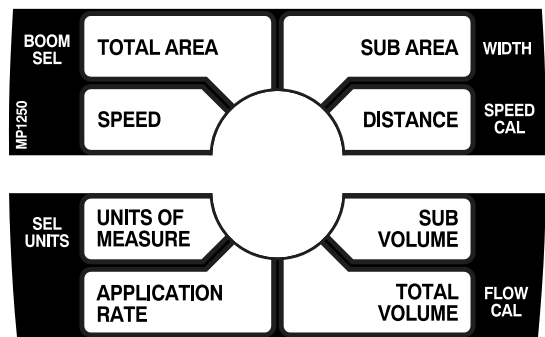 BOOM
SEL
TOTAL AREA
SUB AREA
WIDTH
MP1250
SPEED
DISTANCE
SPEED
CAL
SEL
UNITS
UNITS OF
MEASURE
SUB
VOLUME
APPLICATION
RATE
TOTAL
VOLUME
FLOW
CAL